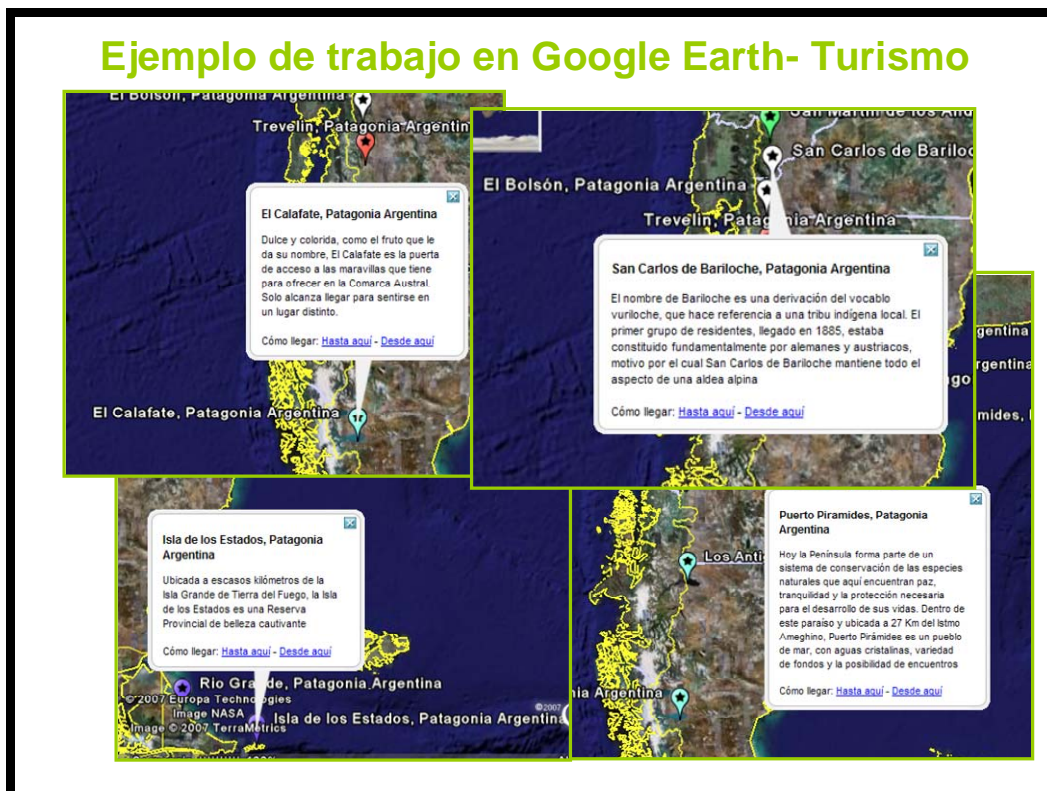 Ejemplo de trabajo en Google Earth- Turismo
El Bolsón, Patagonia Argentina
Trevelin, Patagonia Argentin
El Calafate, Patagonia Argentina
Dulce y colorida, como el fruto que le
da su nombre, El Calafate es la puerta
de acceso a las maravillas que tiene
para ofrecer en la Comarca Austral.
Solo alcanza llegar para sentirse en
un lugar distinto.
Cómo llegar: Hasta aquí - Desde aquí
El Calafate, Patagonia Argentina
San Martín de los And
San Carlos de Bariloc
El Bolsón, Patagonia Argentina
Trevelin, Patagonia Argentina
San Carlos de Bariloche, Patagonia Argentina
El nombre de Bariloche es una derivación del vocablo
vuriloche, que hace referencia a una tribu indígena local. El
primer grupo de residentes, llegado en 1885, estaba
constituido fundamentalmente por alemanes y austriacos,
motivo por el cual San Carlos de Bariloche mantiene todo el
aspecto de una aldea alpina
Cómo llegar: Hasta aquí - Desde aquí
gentina
rgentina
go
mides,
Isla de los Estados, Patagonia
Argentina
Ubicada a escasos kilómetros de la
Isla Grande de Tierra del Fuego, la Isla
de los Estados es una Reserva
Provincial de belleza cautivante
Cómo llegar: Hasta aquí - Desde aquí
Rio Grande, Patagonia Argentina
© 2007 Europa Technologies
Image NASA
Image © 2007 TerraMetrics
Isla de los Estados, Patagonia Argentina
©2007
Puerto Piramides, Patagonia
Argentina
Hoy la Península forma parte de un
sistema de conservación de las especies
naturales que aquí encuentran paz,
tranquilidad y la protección necesaria
para el desarrollo de sus vidas. Dentro de
este paraíso y ubicada a 27 Km del Istmo
Ameghino, Puerto Pirámides es un pueblo
de mar, con aguas cristalinas, variedad
de fondos y la posibilidad de encuentros
Cómo llegar: Hasta aquí - Desde aquí
Los Anti
ia Argentina